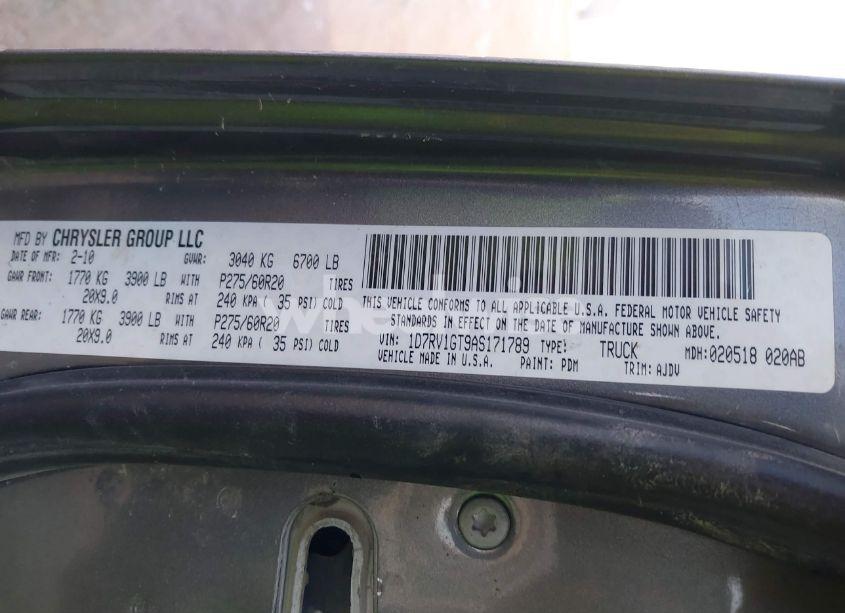 MFD BY CHRYSLER GROUP LLC
DATE OF MFR: 2-10 GVWR: 3040 KG 6700 LB
GAWR FRONT: 1770 KG 3900 LB WITH P275/60R20 TIRES
20X9.0 RIMS AT 240 KPA ( 35 PSI) COLD
GAWR REAR: 1770 KG 3900 LB WITH P275/60R20 TIRES
20X9.0 RIMS AT 240 KPA ( 35 PSI) COLD
THIS VEHICLE CONFORMS TO ALL APPLICABLE U.S.A. FEDERAL MOTOR VEHICLE SAFETY
STANDARDS IN EFFECT ON THE DATE OF MANUFACTURE SHOWN ABOVE.
VIN: 1D7RV1GT9AS171789 TYPE: TRUCK MDH:020518 020AB
VEHICLE MADE IN U.S.A. PAINT: PDM TRIM: AJDV